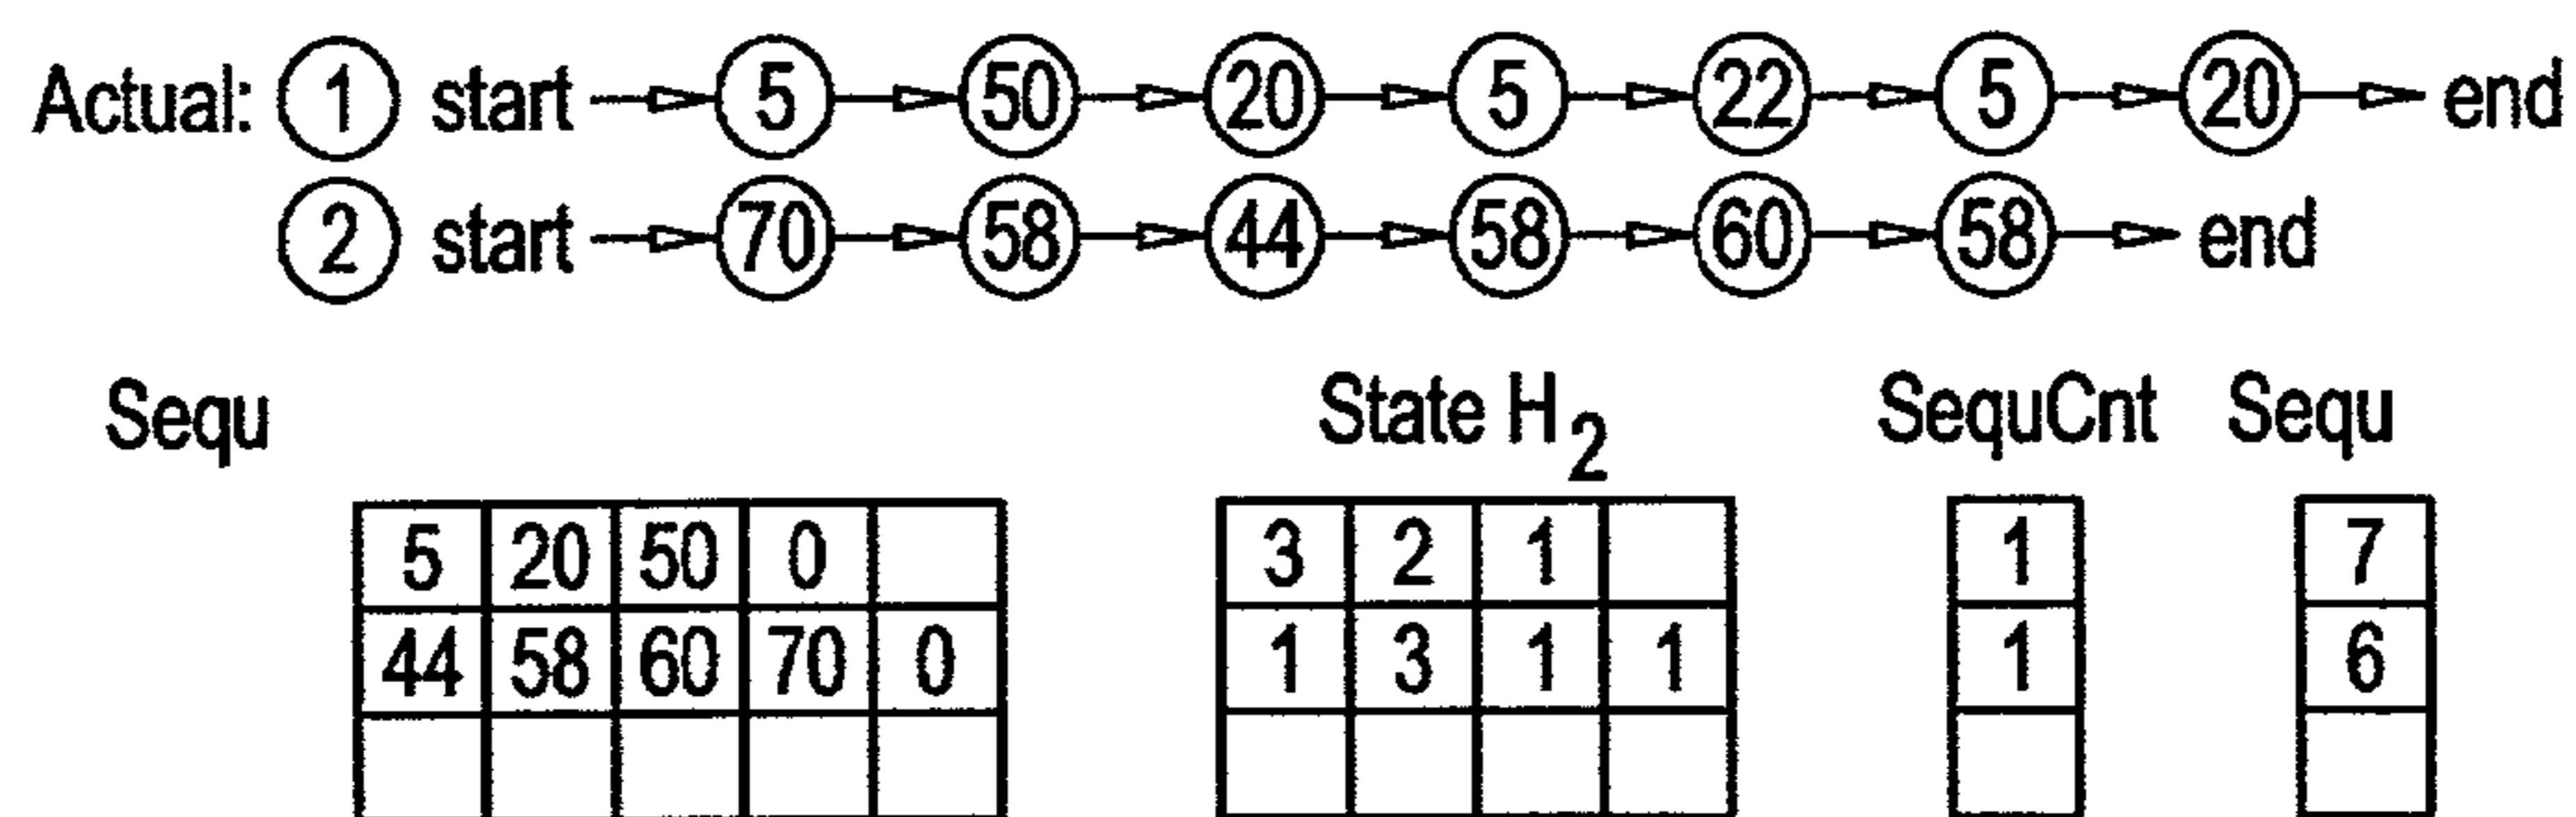 Actual: 1 start 5 50 20 5 22 5 20 end
2 start 70 58 44 58 60 58 end
Sequ State H2 SequCnt Sequ
5 20 50 0 3 2 1 1 7
44 58 60 70 0 1 3 1 1 1 6